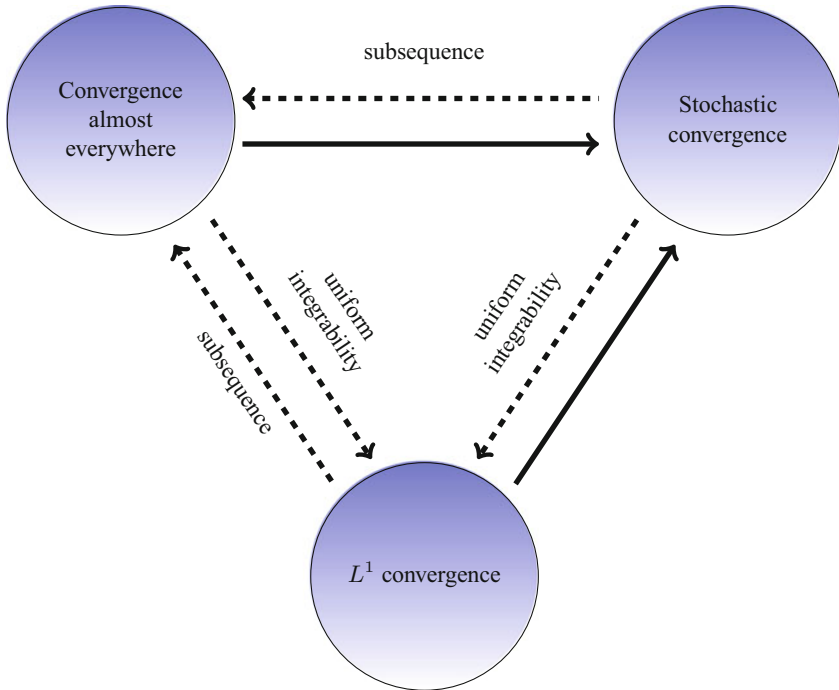 subsequence
Convergence
almost
everywhere
Stochastic
convergence
uniform
integrability
uniform
integrability
subsequence
L¹ convergence